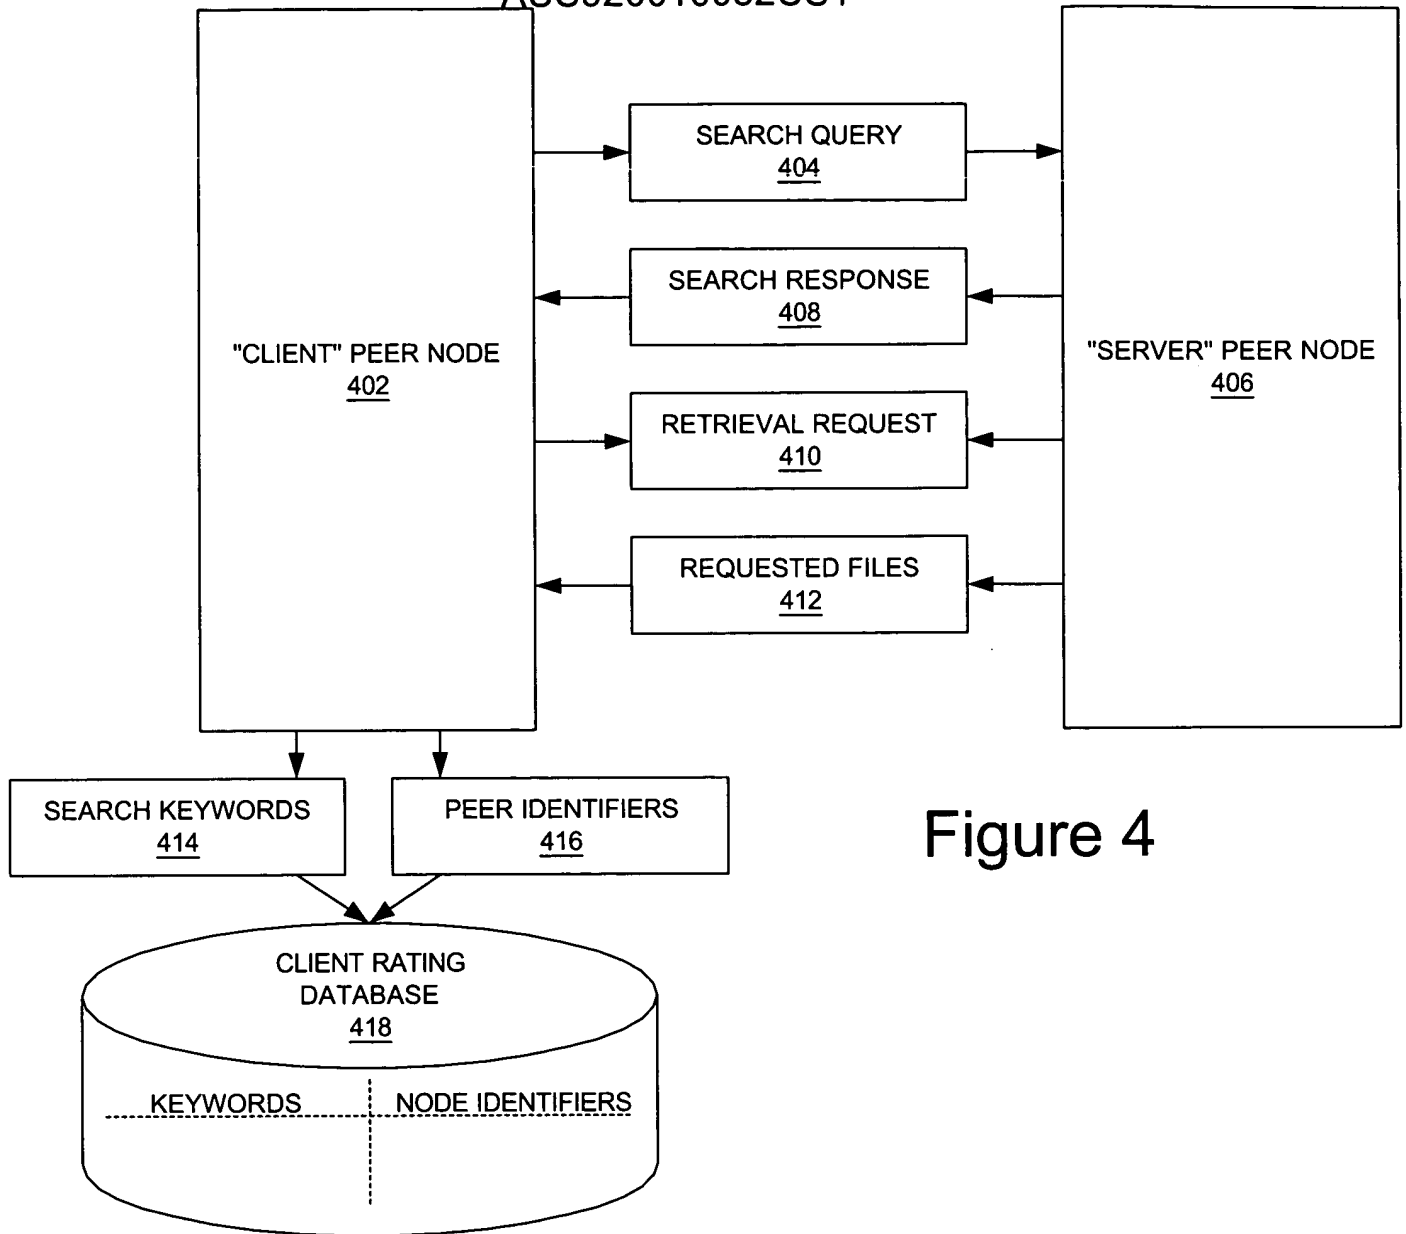 SEARCH QUERY
404
SEARCH RESPONSE
408
"CLIENT" PEER NODE
402
"SERVER" PEER NODE
406
RETRIEVAL REQUEST
410
REQUESTED FILES
412
SEARCH KEYWORDS
414
PEER IDENTIFIERS
416
Figure 4
CLIENT RATING
DATABASE
418
KEYWORDS
NODE IDENTIFIERS